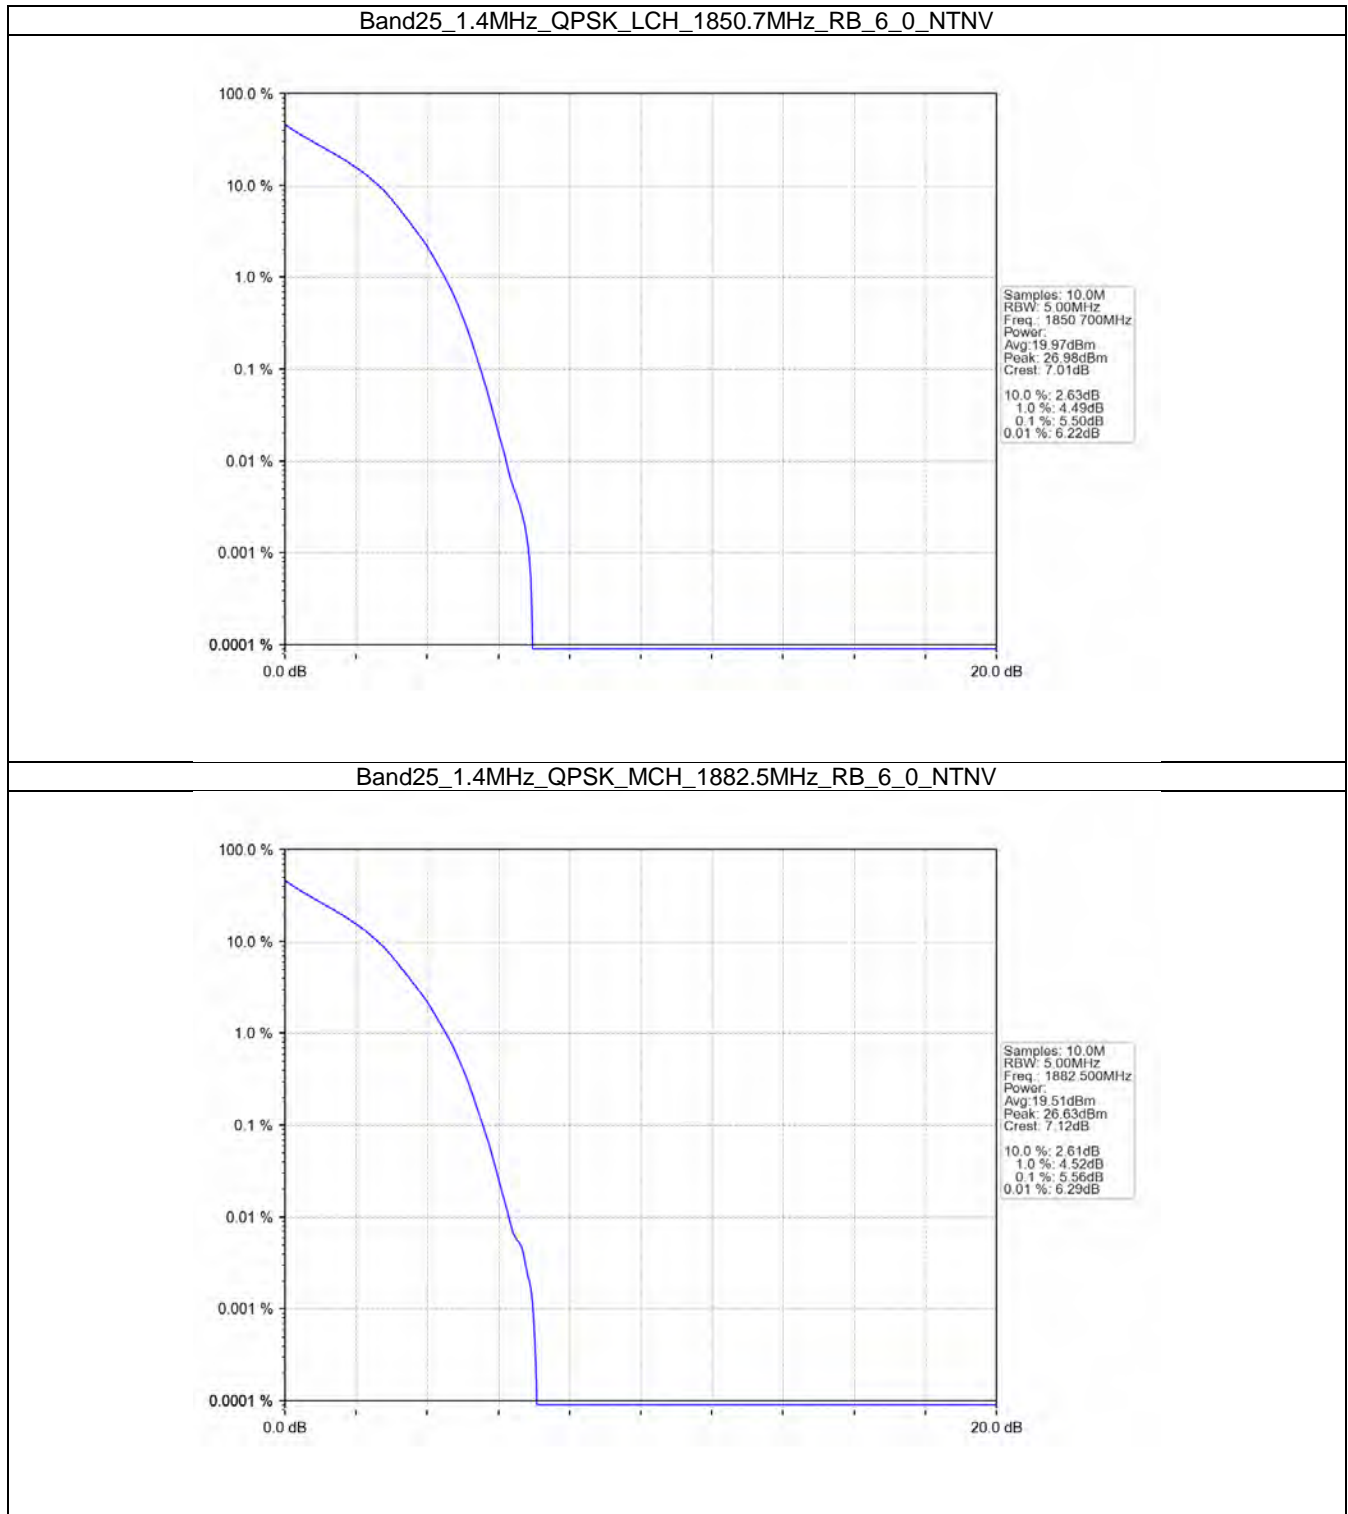 Band25_1.4MHz_QPSK_LCH_1850.7MHz_RB_6_0_NTNV
100.0 %
10.0 %
1.0 %
0.1 %
0.01 %
0.001 %
0.0001 %
0.0 dB
20.0 dB
Samples: 10.0M
RBW: 5.00MHz
Freq.: 1850.700MHz
Power:
Avg:19.97dBm
Peak: 26.98dBm
Crest: 7.01dB
10.0 %: 2.63dB
1.0 %: 4.49dB
0.1 %: 5.50dB
0.01 %: 6.22dB
Band25_1.4MHz_QPSK_MCH_1882.5MHz_RB_6_0_NTNV
100.0 %
10.0 %
1.0 %
0.1 %
0.01 %
0.001 %
0.0001 %
0.0 dB
20.0 dB
Samples: 10.0M
RBW: 5.00MHz
Freq.: 1882.500MHz
Power:
Avg:19.51dBm
Peak: 26.63dBm
Crest: 7.12dB
10.0 %: 2.61dB
1.0 %: 4.52dB
0.1 %: 5.56dB
0.01 %: 6.29dB